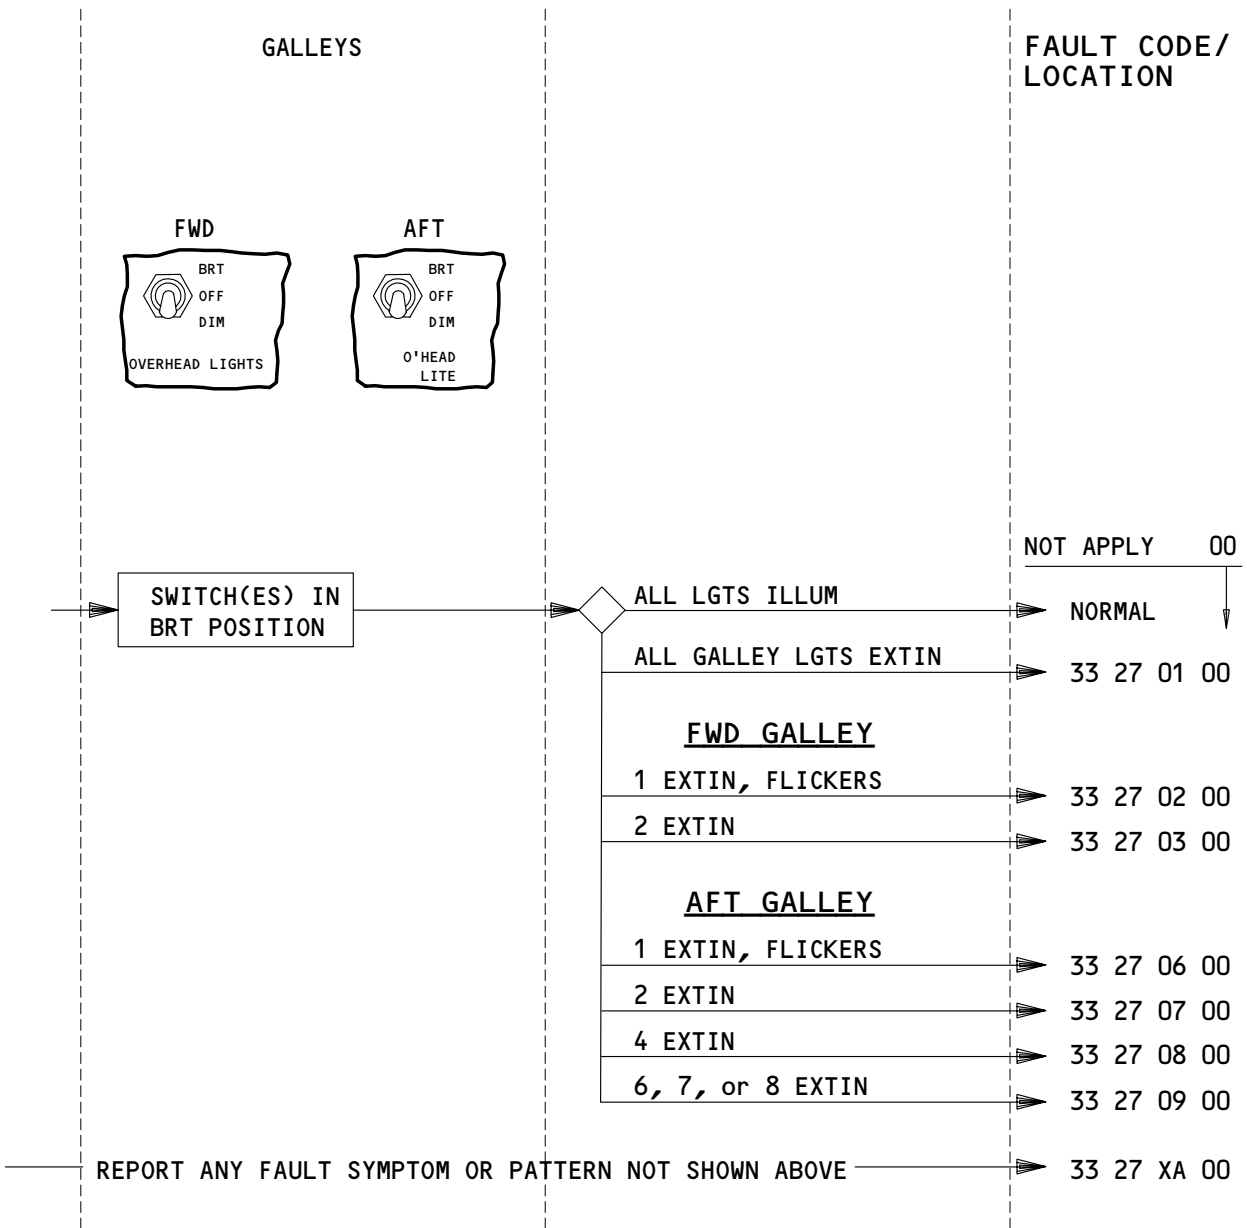 GALLEYS
FAULT CODE/
LOCATION
FWD
BRT
OFF
DIM
OVERHEAD LIGHTS
AFT
BRT
OFF
DIM
O'HEAD
LITE
NOT APPLY 00
SWITCH(ES) IN
BRT POSITION
ALL LGTS ILLUM
NORMAL
ALL GALLEY LGTS EXTIN
33 27 01 00
FWD GALLEY
1 EXTIN, FLICKERS
33 27 02 00
2 EXTIN
33 27 03 00
AFT GALLEY
1 EXTIN, FLICKERS
33 27 06 00
2 EXTIN
33 27 07 00
4 EXTIN
33 27 08 00
6, 7, or 8 EXTIN
33 27 09 00
REPORT ANY FAULT SYMPTOM OR PATTERN NOT SHOWN ABOVE
33 27 XA 00